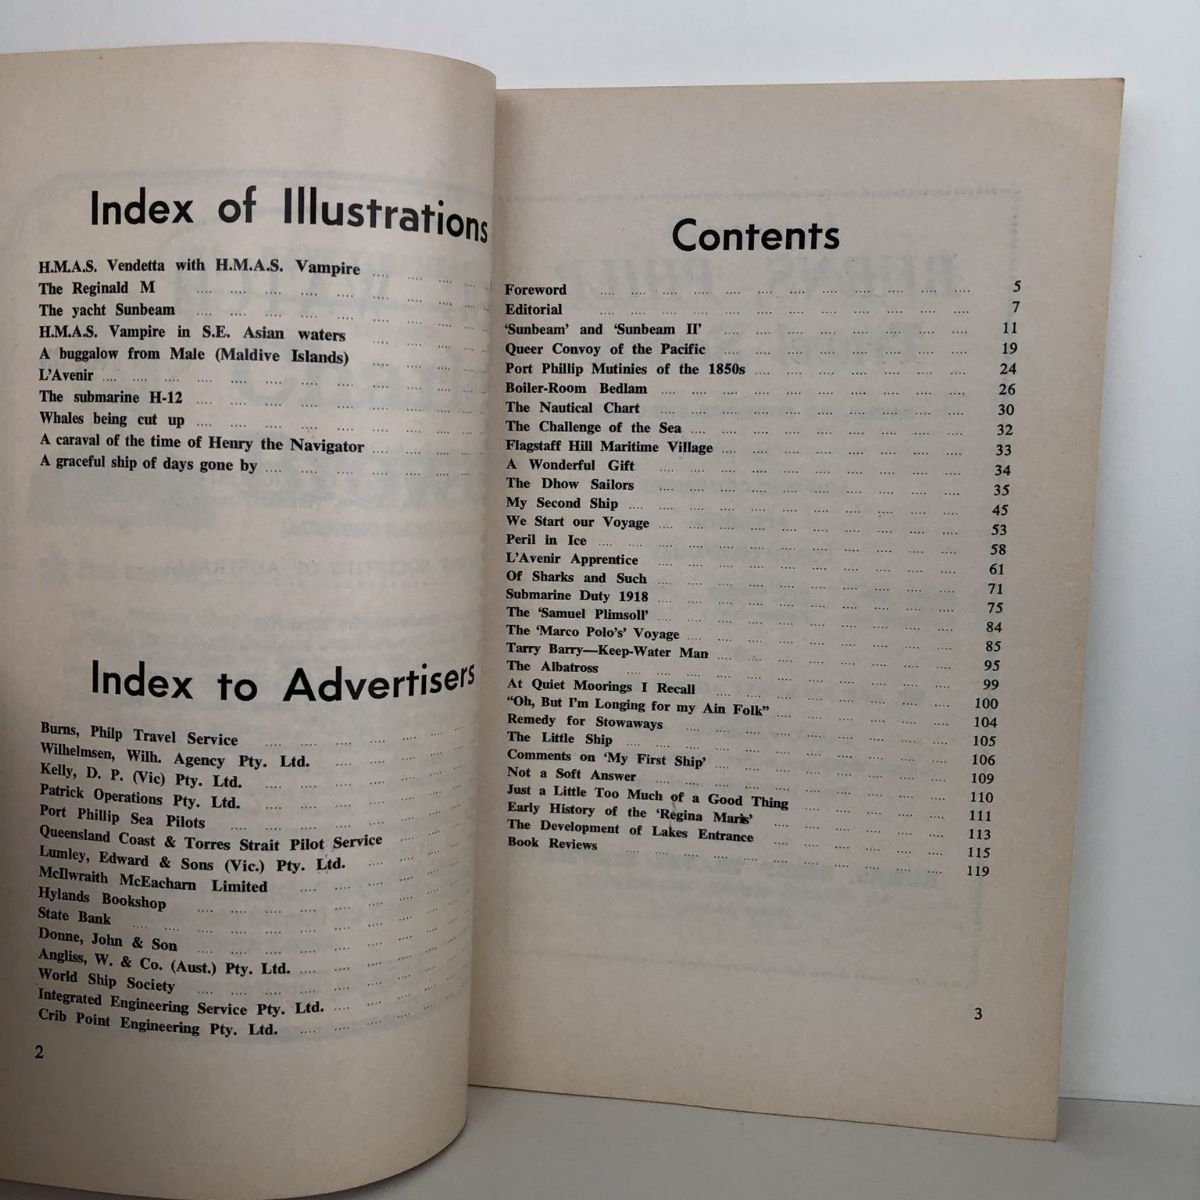 Index of Illustrations
H.M.A.S. Vendetta with H.M.A.S. Vampire ....
The Reginald M .... .... .... .... .... ....
The yacht Sunbeam .... .... .... .... ....
H.M.A.S. Vampire in S.E. Asian waters ....
A buggalow from Male (Maldive Islands) ....
L'Avenir .... .... .... .... .... .... ....
The submarine H-12 .... .... .... .... ....
Whales being cut up .... .... .... .... ....
A caraval of the time of Henry the Navigator ....
A graceful ship of days gone by .... .... ....
Index to Advertisers
Burns, Philp Travel Service .... .... ....
Wilhelmsen, Wilh. Agency Pty. Ltd. .... ....
Kelly, D. P. (Vic) Pty. Ltd. .... .... ....
Patrick Operations Pty. Ltd. .... .... ....
Port Phillip Sea Pilots .... .... .... ....
Queensland Coast & Torres Strait Pilot Service
Lumley, Edward & Sons (Vic.) Pty. Ltd. ....
McIlwraith McEacharn Limited .... .... ....
Hylands Bookshop .... .... .... .... ....
State Bank .... .... .... .... .... ....
Donne, John & Son .... .... .... .... ....
Angliss, W. & Co. (Aust.) Pty. Ltd. .... ....
World Ship Society .... .... .... .... ....
Integrated Engineering Service Pty. Ltd. ....
Crib Point Engineering Pty. Ltd. .... ....
2
Contents
Foreword .... .... .... .... 5
Editorial .... .... .... .... 7
'Sunbeam' and 'Sunbeam II' .... .... .... 11
Queer Convoy of the Pacific .... .... .... 19
Port Phillip Mutinies of the 1850s .... .... .... 24
Boiler-Room Bedlam .... .... .... 26
The Nautical Chart .... .... .... 30
The Challenge of the Sea .... .... .... 32
Flagstaff Hill Maritime Village .... .... .... 33
A Wonderful Gift .... .... .... 34
The Dhow Sailors .... .... .... 35
My Second Ship .... .... .... 45
We Start our Voyage .... .... .... 53
Peril in Ice .... .... .... 58
L'Avenir Apprentice .... .... .... 61
Of Sharks and Such .... .... .... 71
Submarine Duty 1918 .... .... .... 75
The 'Samuel Plimsoll' .... .... .... 84
The 'Marco Polo's' Voyage .... .... .... 85
Tarry Barry—Keep-Water Man .... .... .... 95
The Albatross .... .... .... 99
At Quiet Moorings I Recall .... .... .... 100
"Oh, But I'm Longing for my Ain Folk" .... .... .... 104
Remedy for Stowaways .... .... .... 105
The Little Ship .... .... .... 106
Comments on 'My First Ship' .... .... .... 109
Not a Soft Answer .... .... .... 110
Just a Little Too Much of a Good Thing .... .... .... 111
Early History of the 'Regina Maris' .... .... .... 113
The Development of Lakes Entrance .... .... .... 115
Book Reviews .... .... .... 119
3